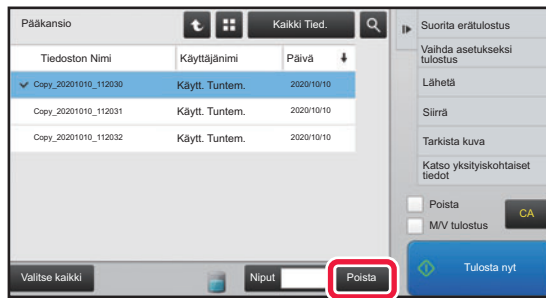 Pääkansio
Kaikki Tied.
Tiedoston Nimi
Käyttäjänimi
Päivä
Copy_20201010_112030
Käytt. Tuntem.
2020/10/10
Copy_20201010_112031
Käytt. Tuntem.
2020/10/10
Copy_20201010_112032
Käytt. Tuntem.
2020/10/10
Valitse kaikki
Niput
Poista
Suorita erätulostus
Vaihda asetukseksi
tulostus
Lähetä
Siirrä
Tarkista kuva
Katso yksityiskohtaiset
tiedot
Poista
M/V tulostus
CA
Tulosta nyt